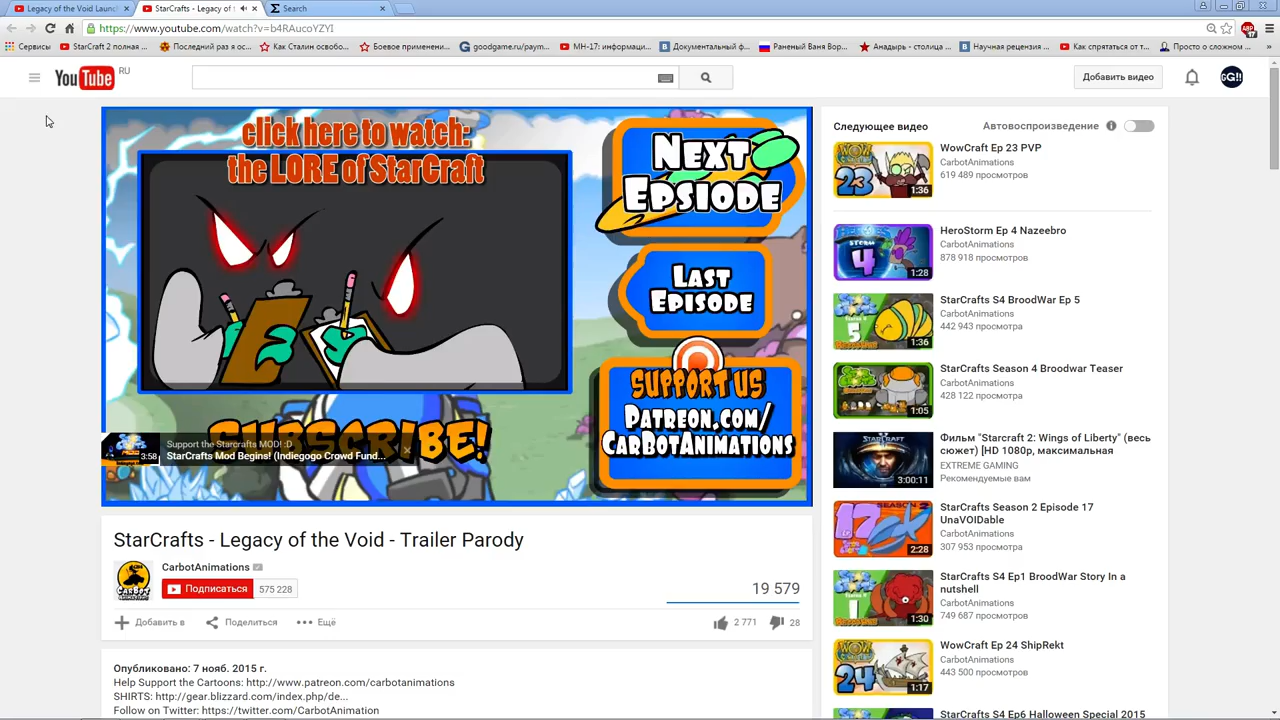 Legacy of the Void Launc
StarCrafts - Legacy of t
Search
https://www.youtube.com/watch?v=b4RAucoYZYI
Сервисы
StarCraft 2 полная ...
Последний раз я ос...
Как Сталин освобо...
Боевое применени...
goodgame.ru/paym...
МН-17: информаци...
Документальный ф...
Раненый Ваня Вор...
Анадырь - столица ...
Научная рецензия ...
Как спрятаться от т...
Просто о сложном ...
YouTube RU
Добавить видео
GG!!
click here to watch:
the LORE of StarCraft
Next
Epsiode
Last
Episode
Support us
Patreon.com/
CarBotAnimations
Subscribe!
3:58
Support the Starcrafts MOD! :D
StarCrafts Mod Begins! (Indiegogo Crowd Fund...
StarCrafts - Legacy of the Void - Trailer Parody
CarbotAnimations
Подписаться 575 228
19 579
Добавить в
Поделиться
Ещё
2 771
28
Опубликовано: 7 нояб. 2015 г.
Help Support the Cartoons: http://www.patreon.com/carbotanimations
SHIRTS: http://gear.blizzard.com/index.php/de...
Follow on Twitter: https://twitter.com/CarbotAnimation
Следующее видео
Автовоспроизведение
WowCraft Ep 23 PVP
CarbotAnimations
619 489 просмотров
23
1:36
HeroStorm Ep 4 Nazeebro
CarbotAnimations
878 918 просмотров
4
1:28
StarCrafts S4 BroodWar Ep 5
CarbotAnimations
442 943 просмотра
5
1:36
StarCrafts Season 4 Broodwar Teaser
CarbotAnimations
428 122 просмотра
1:05
Фильм "Starcraft 2: Wings of Liberty" (весь
сюжет) [HD 1080p, максимальная
EXTREME GAMING
Рекомендуемые вам
3:00:11
StarCrafts Season 2 Episode 17
UnaVOIDable
CarbotAnimations
307 953 просмотра
17
2:28
StarCrafts S4 Ep1 BroodWar Story In a
nutshell
CarbotAnimations
749 687 просмотров
1
1:30
WowCraft Ep 24 ShipRekt
CarbotAnimations
443 500 просмотров
24
1:17
StarCrafts S4 Ep6 Halloween Special 2015